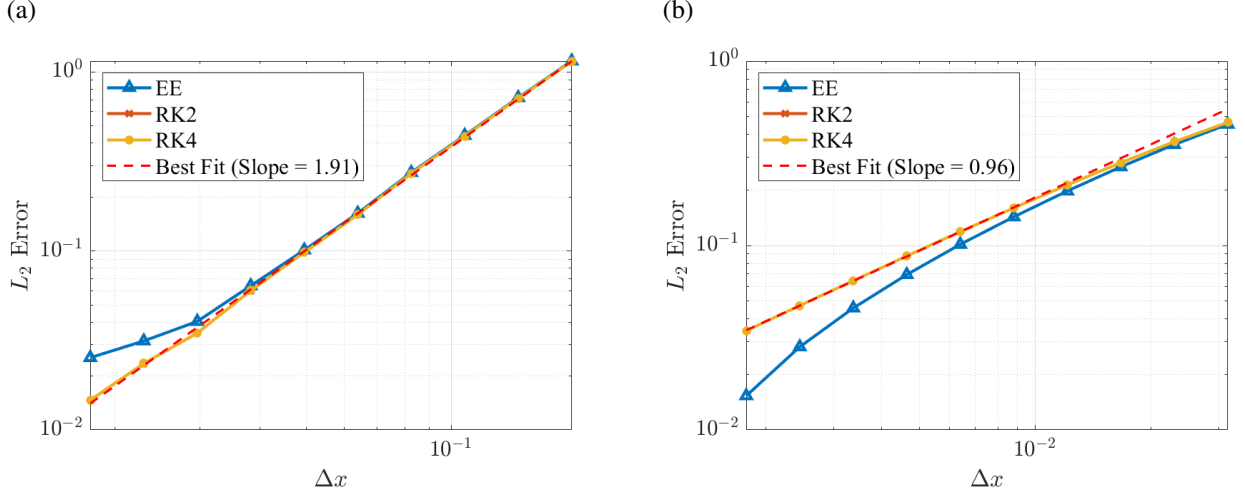 (a)
10^0
10^-1
10^-2
L_2 Error
EE
RK2
RK4
Best Fit (Slope = 1.91)
10^-1
Δx
(b)
10^0
10^-1
10^-2
L_2 Error
EE
RK2
RK4
Best Fit (Slope = 0.96)
10^-2
Δx